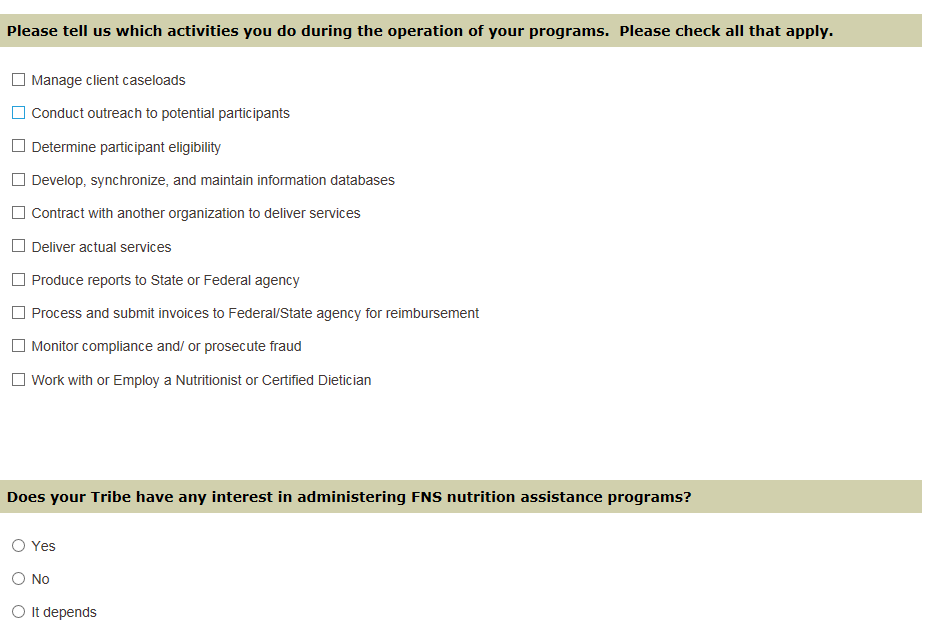 Please tell us which activities you do during the operation of your programs.  Please check all that apply.
Manage client caseloads
Conduct outreach to potential participants
Determine participant eligibility
Develop, synchronize, and maintain information databases
Contract with another organization to deliver services
Deliver actual services
Produce reports to State or Federal agency
Process and submit invoices to Federal/State agency for reimbursement
Monitor compliance and/ or prosecute fraud
Work with or Employ a Nutritionist or Certified Dietician
Does your Tribe have any interest in administering FNS nutrition assistance programs?
Yes
No
It depends